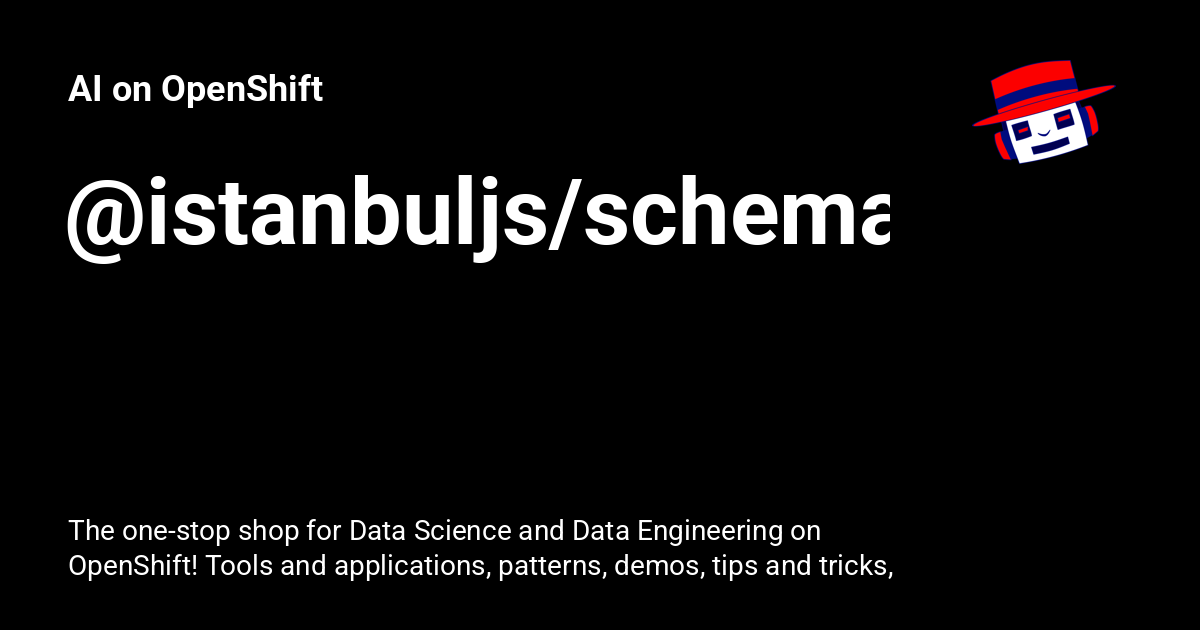 AI on OpenShift
@istanbuljs/schema
The one-stop shop for Data Science and Data Engineering on
OpenShift! Tools and applications, patterns, demos, tips and tricks,